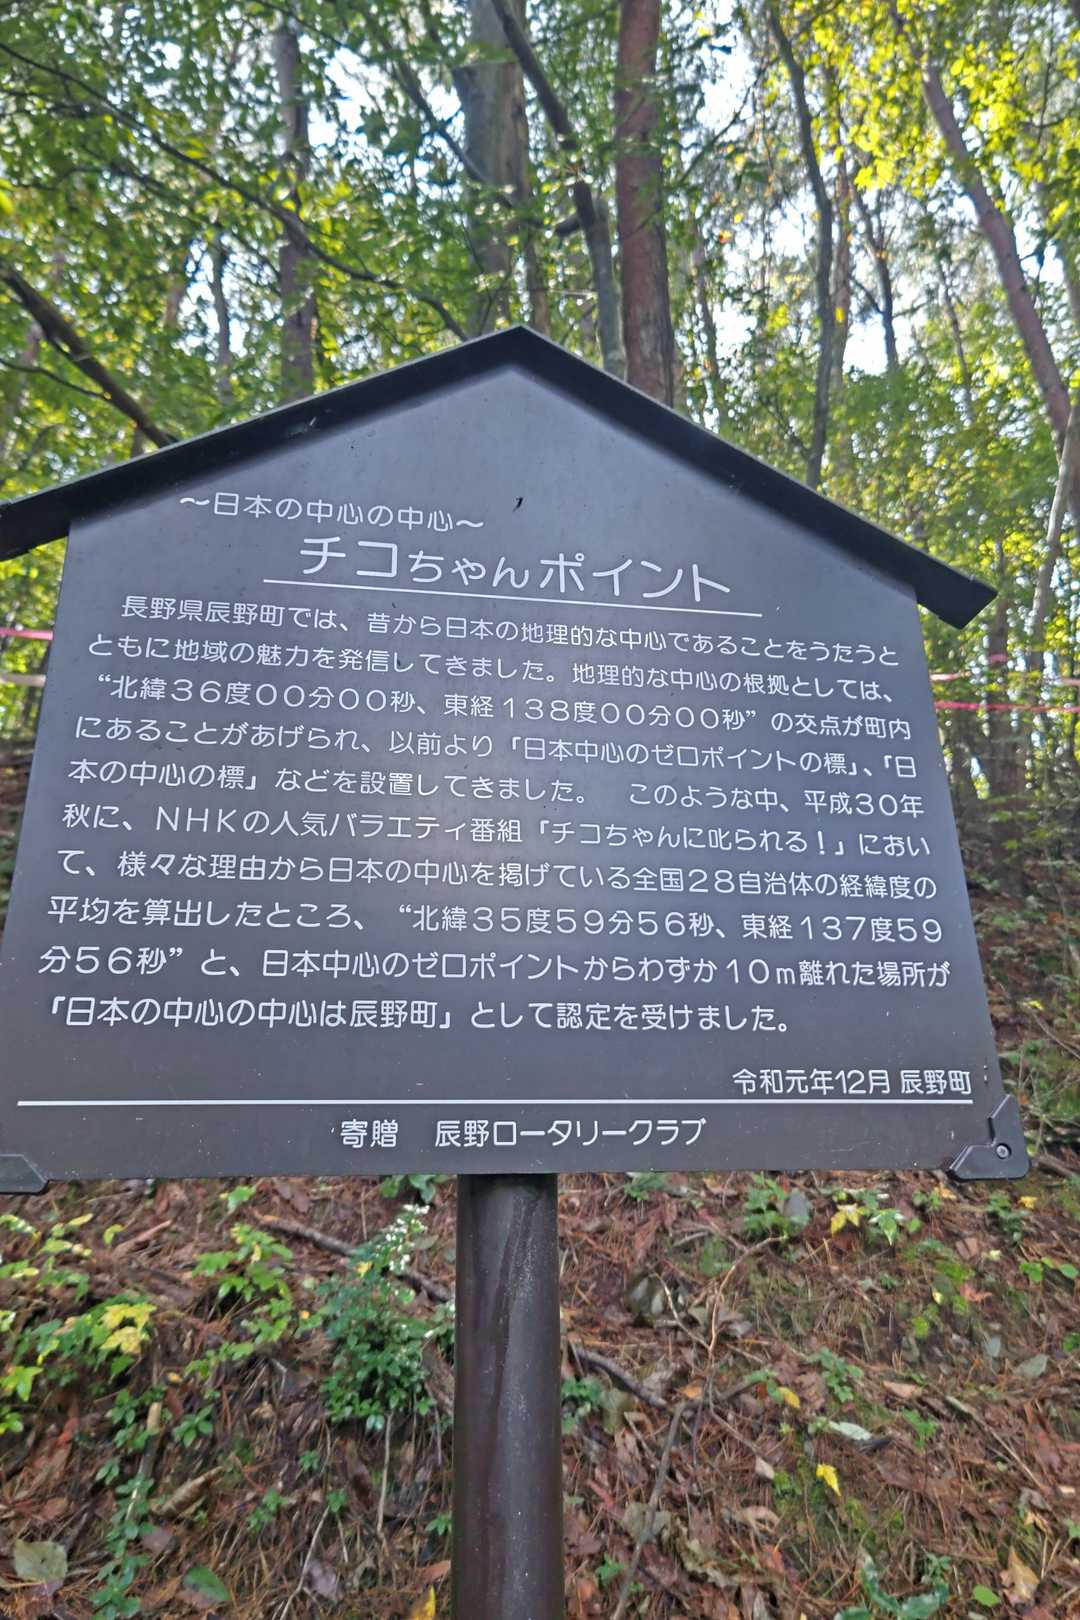 ～日本の中心の中心～
チコちゃんポイント
長野県辰野町では、昔から日本の地理的な中心であることをうたうと
ともに地域の魅力を発信してきました。地理的な中心の根拠としては、
“北緯３６度００分００秒、東経１３８度００分００秒”の交点が町内
にあることがあげられ、以前より「日本中心のゼロポイントの標」、「日
本の中心の標」などを設置してきました。　このような中、平成３０年
秋に、ＮＨＫの人気バラエティ番組「チコちゃんに叱られる！」におい
て、様々な理由から日本の中心を掲げている全国２８自治体の経緯度の
平均を算出したところ、“北緯３５度５９分５６秒、東経１３７度５９
分５６秒”と、日本中心のゼロポイントからわずか１０ｍ離れた場所が
「日本の中心の中心は辰野町」として認定を受けました。
令和元年12月 辰野町
寄贈　辰野ロータリークラブ